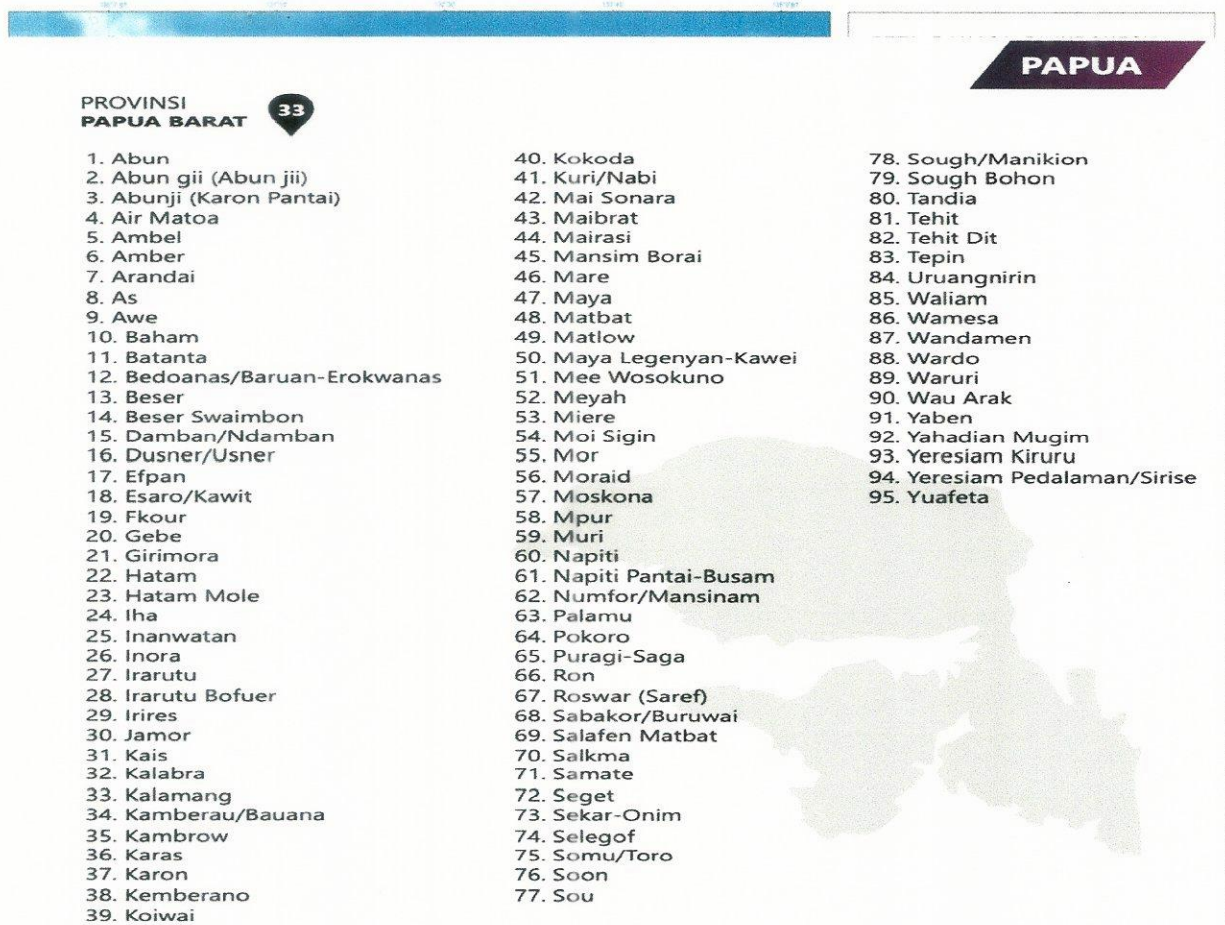 PAPUA
PROVINSI
PAPUA BARAT
33
1. Abun
2. Abun gii (Abun jii)
3. Abunji (Karon Pantai)
4. Air Matoa
5. Ambel
6. Amber
7. Arandai
8. As
9. Awe
10. Baham
11. Batanta
12. Bedoanas/Baruan-Erokwanas
13. Beser
14. Beser Swaimbon
15. Damban/Ndamban
16. Dusner/Usner
17. Efpan
18. Esaro/Kawit
19. Fkour
20. Gebe
21. Girimora
22. Hatam
23. Hatam Mole
24. Iha
25. Inanwatan
26. Inora
27. Irarutu
28. Irarutu Bofuer
29. Irires
30. Jamor
31. Kais
32. Kalabra
33. Kalamang
34. Kamberau/Bauana
35. Kambrow
36. Karas
37. Karon
38. Kemberano
39. Koiwai
40. Kokoda
41. Kuri/Nabi
42. Mai Sonara
43. Maibrat
44. Mairasi
45. Mansim Borai
46. Mare
47. Maya
48. Matbat
49. Matlow
50. Maya Legenyan-Kawei
51. Mee Wosokuno
52. Meyah
53. Miere
54. Moi Sigin
55. Mor
56. Moraid
57. Moskona
58. Mpur
59. Muri
60. Napiti
61. Napiti Pantai-Busam
62. Numfor/Mansinam
63. Palamu
64. Pokoro
65. Puragi-Saga
66. Ron
67. Roswar (Saref)
68. Sabakor/Buruwai
69. Salafen Matbat
70. Salkma
71. Samate
72. Seget
73. Sekar-Onim
74. Selegof
75. Somu/Toro
76. Soon
77. Sou
78. Sough/Manikion
79. Sough Bohon
80. Tandia
81. Tehit
82. Tehit Dit
83. Tepin
84. Uruangnirin
85. Waliam
86. Wamesa
87. Wandamen
88. Wardo
89. Waruri
90. Wau Arak
91. Yaben
92. Yahadian Mugim
93. Yeresiam Kiruru
94. Yeresiam Pedalaman/Sirise
95. Yuafeta